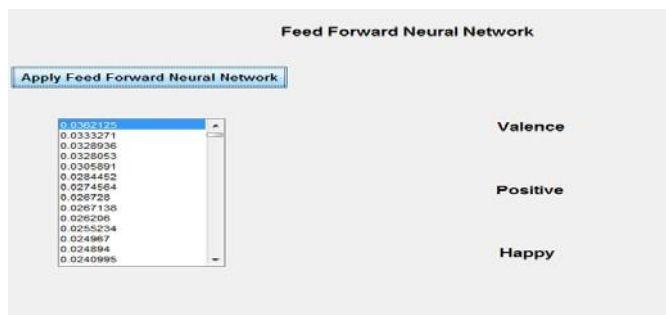 Feed Forward Neural Network
Apply Feed Forward Neural Network
0.0362125
0.0333271
0.0328936
0.0328053
0.0305891
0.0284452
0.0274564
0.026728
0.0267138
0.026206
0.0255234
0.024967
0.024894
0.0240995
Valence
Positive
Happy